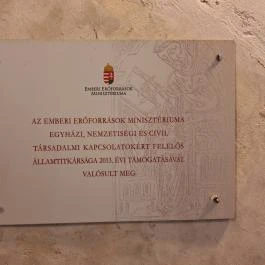 EMBERI ERŐFORRÁSOK
MINISZTÉRIUMA
AZ EMBERI ERŐFORRÁSOK MINISZTÉRIUMA
EGYHÁZI, NEMZETISÉGI ÉS CIVIL
TÁRSADALMI KAPCSOLATOKÉRT FELELŐS
ÁLLAMTITKÁRSÁGA 2013. ÉVI TÁMOGATÁSÁVAL
VALÓSULT MEG